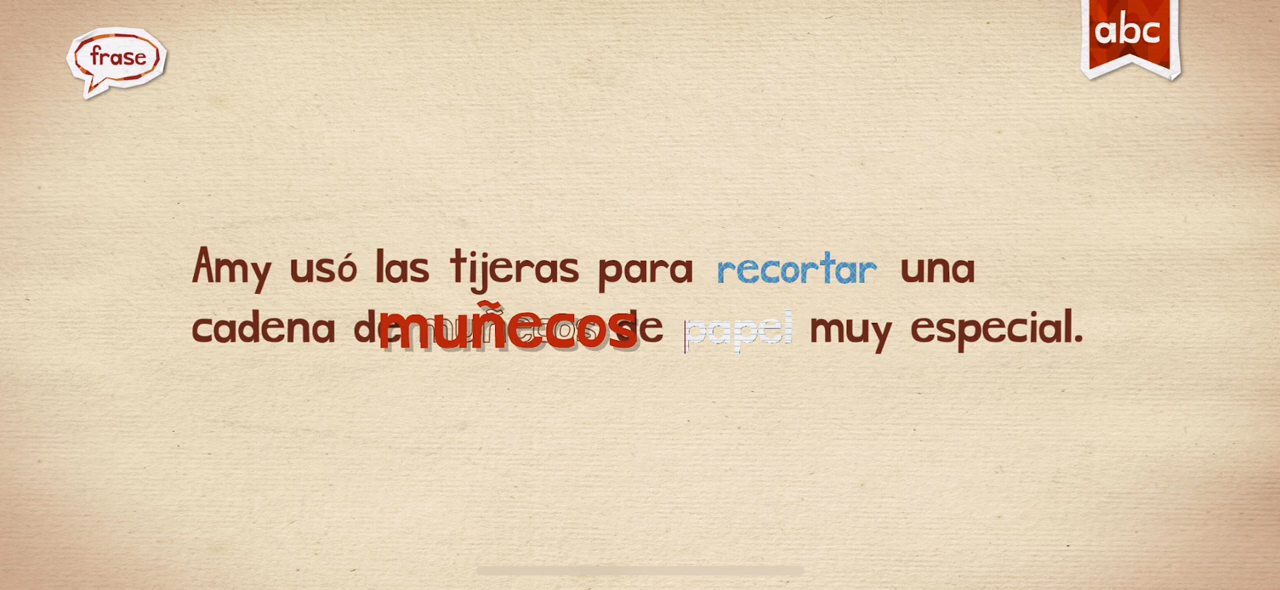 frase
abc
Amy usó las tijeras para recortar una
cadena de muñecos de papel muy especial.